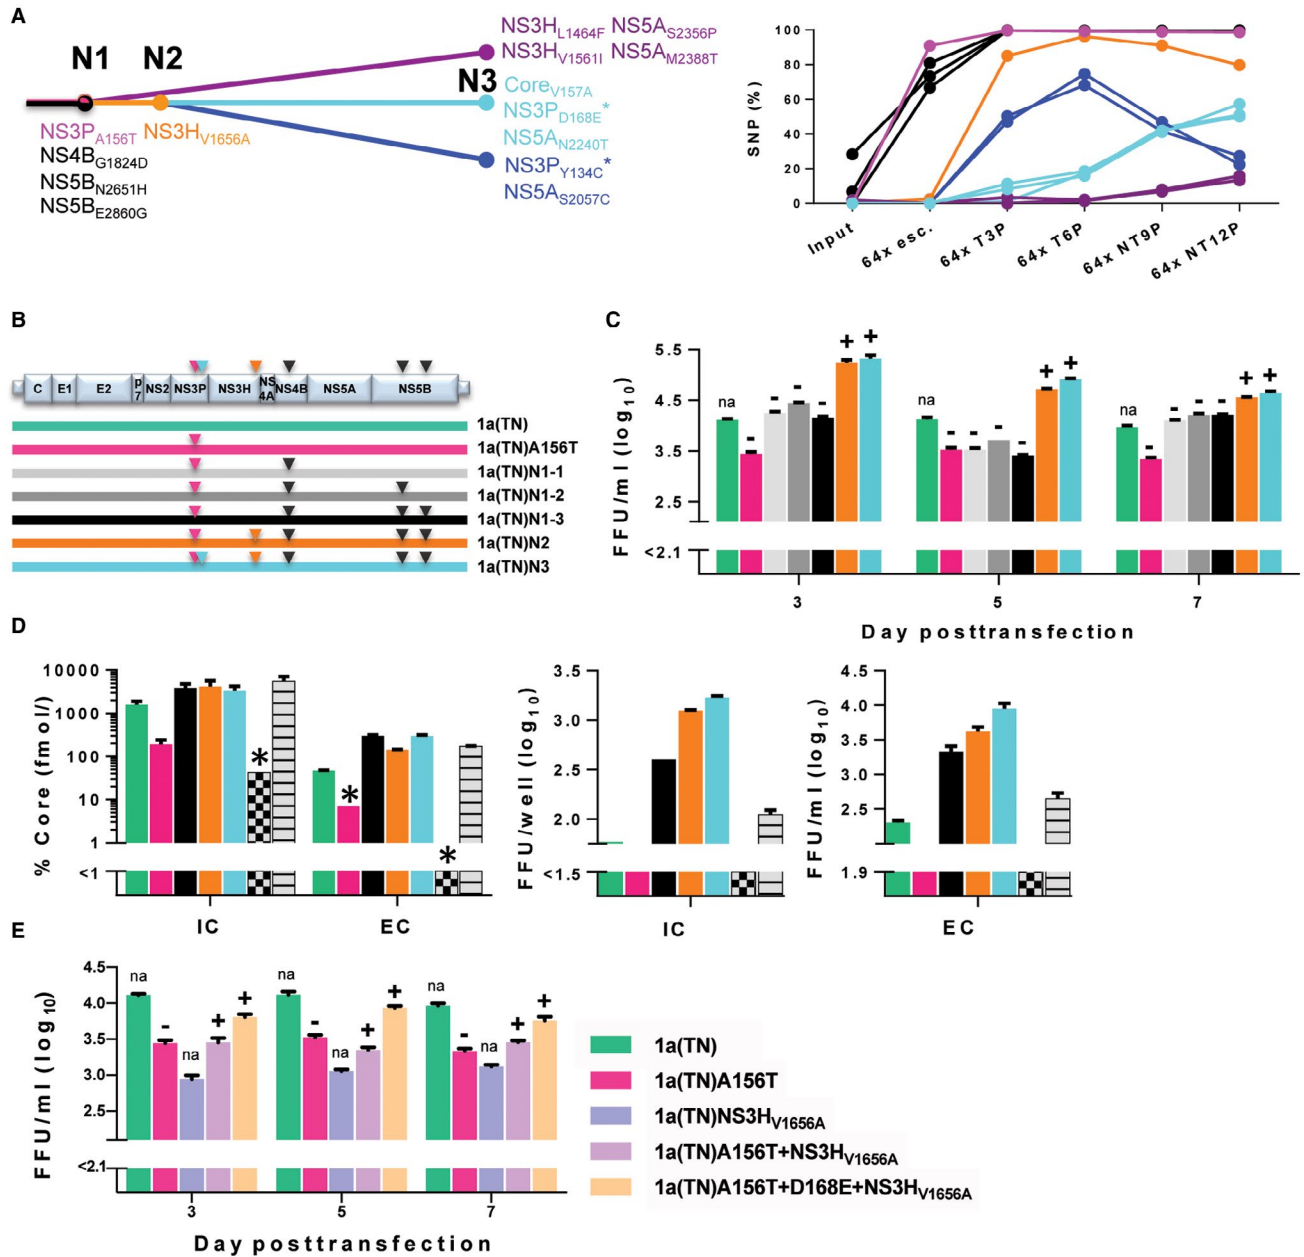 A
N1 N2
N3
NS3H L1464F NS5A S2356P
NS3H V1561I NS5A M2388T
Core V157A
NS3P D168E *
NS5A N2240T
NS3P Y134C *
NS5A S2057C
NS3P A156T NS3H V1656A
NS4B G1824D
NS5B N2651H
NS5B E2860G
SNP (%)
100
80
60
40
20
0
Input
64x esc.
64x T3P
64x T6P
64x NT9P
64x NT12P
B
C E1 E2 p7 NS2 NS3P NS3H NS4A NS4B NS5A NS5B
1a(TN)
1a(TN)A156T
1a(TN)N1-1
1a(TN)N1-2
1a(TN)N1-3
1a(TN)N2
1a(TN)N3
C
FFU/ml (log10)
5.5
4.5
3.5
2.5
<2.1
na - - - - + +
na - - - - + +
na - - - - + +
3 5 7
Day posttransfection
D
% Core (fmol/)
10000
1000
100
10
1
<1
* * *
IC EC
FFU/well (log10)
3.5
3.0
2.5
2.0
<1.5
IC
FFU/ml (log10)
4.5
4.0
3.5
3.0
2.5
1.9
EC
E
FFU/ml (log10)
4.5
4.0
3.5
3.0
2.5
<2.1
na - na + +
na - na + +
na - na + +
3 5 7
Day posttransfection
1a(TN)
1a(TN)A156T
1a(TN)NS3H V1656A
1a(TN)A156T+NS3H V1656A
1a(TN)A156T+D168E+NS3H V1656A